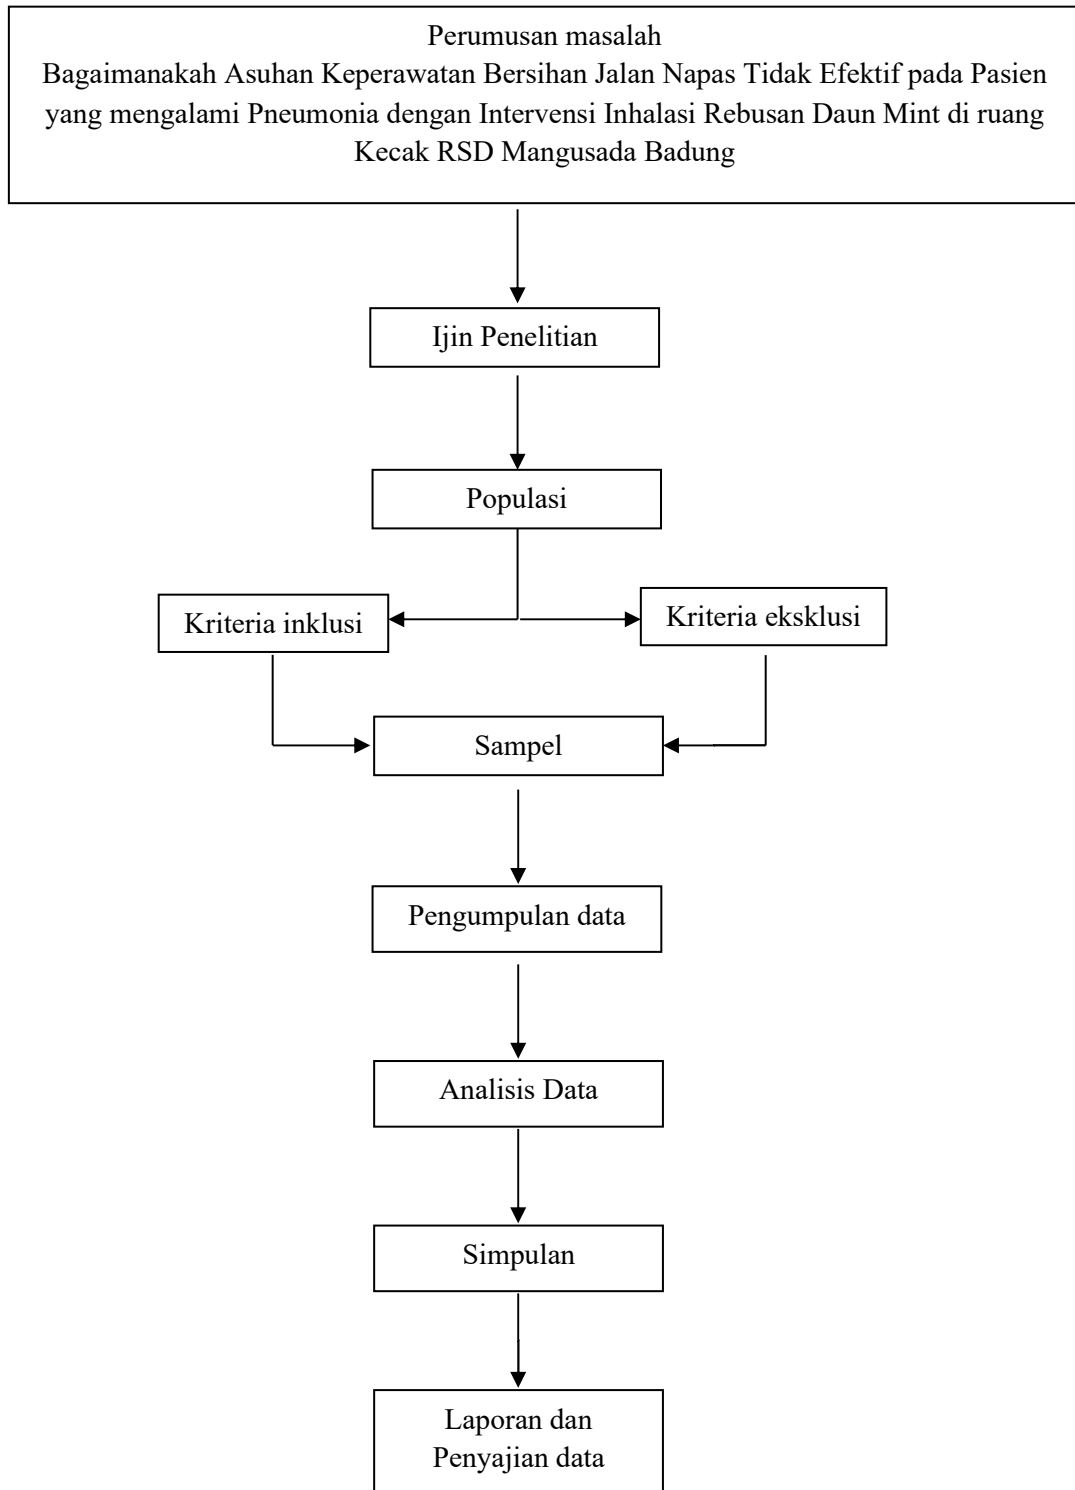 Perumusan masalah
Bagaimanakah Asuhan Keperawatan Bersihan Jalan Napas Tidak Efektif pada Pasien
yang mengalami Pneumonia dengan Intervensi Inhalasi Rebusan Daun Mint di ruang
Kecak RSD Mangusada Badung
Ijin Penelitian
Populasi
Kriteria inklusi
Kriteria eksklusi
Sampel
Pengumpulan data
Analisis Data
Simpulan
Laporan dan
Penyajian data